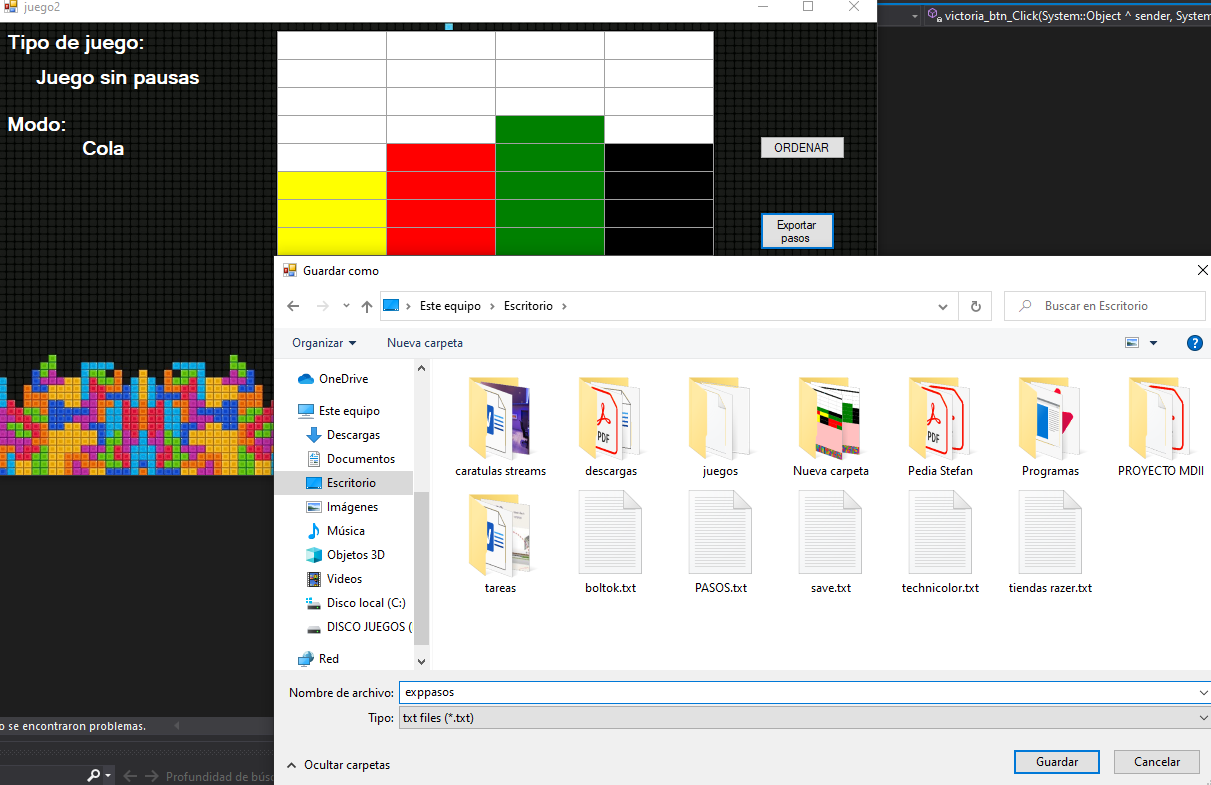 juego2
victoria_btn_Click(System::Object ^ sender, System
Tipo de juego:
Juego sin pausas
Modo:
Cola
ORDENAR
Exportar
pasos
Guardar como
Este equipo
Escritorio
Buscar en Escritorio
Organizar
Nueva carpeta
OneDrive
Este equipo
Descargas
Documentos
Escritorio
Imágenes
Música
Objetos 3D
Videos
Disco local (C:)
DISCO JUEGOS (
Red
PDF
PDF
caratulas streams
descargas
juegos
Nueva carpeta
Pedia Stefan
Programas
PROYECTO MDII
tareas
boltok.txt
PASOS.txt
save.txt
technicolor.txt
tiendas razer.txt
Nombre de archivo: exppasos
Tipo: txt files (*.txt)
Ocultar carpetas
Guardar
Cancelar
o se encontraron problemas.
Profundidad de búsc